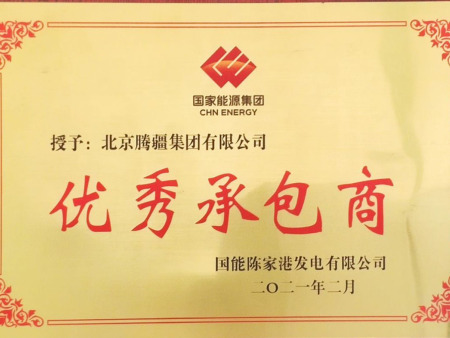 国家能源集团
CHN ENERGY
授予：北京腾疆集团有限公司
优秀承包商
国能陈家港发电有限公司
二〇二一年二月